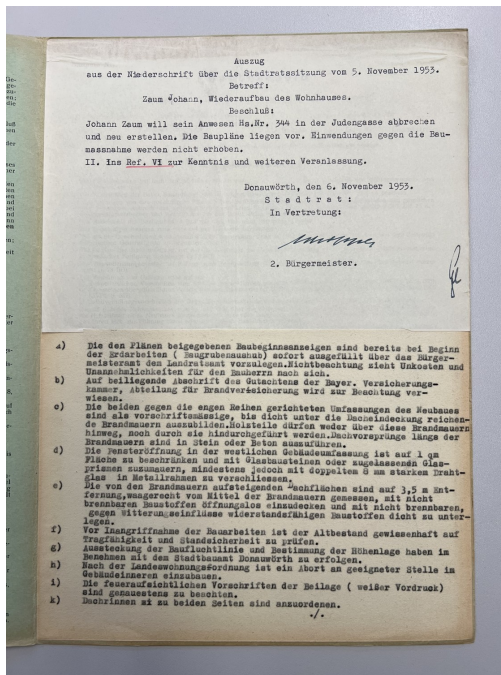 Auszug
aus der Niederschrift über die Stadtratssitzung vom 5. November 1953.
Betreff:
Zaum Johann, Wiederaufbau des Wohnhauses.
Beschluß:
Johann Zaum will sein Anwesen Hs.Nr. 344 in der Judengasse abbrechen
und neu erstellen. Die Baupläne liegen vor. Einwendungen gegen die Bau-
massnahme werden nicht erhoben.
II. Ins Ref. VI zur Kenntnis und weiteren Veranlassung.
Donauwörth, den 6. November 1953.
Stadtrat:
In Vertretung:
2. Bürgermeister.
a) Die den Plänen beigegebenen Baubeginnsanzeigen sind bereits bei Beginn
der Erdarbeiten ( Baugrubenaushub) sofort ausgefüllt über das Bürger-
meisteramt dem Landratsamt vorzulegen.Nichtbeachtung zieht Unkosten und
Unannehmlichkeiten für den Bauherrn nach sich.
b) Auf beiliegende Abschrift des Gutachtens der Bayer. Versicherungs-
kammer, Abteilung für Brandversicherung wird zur Beachtung ver-
wiesen.
c) Die beiden gegen die engen Reihen gerichteten Umfassungen des Neubaues
sind als vorschriftsmässige, bis dicht unter die Dacheindeckung reichen-
de Brandmauern auszubilden.Holzteile dürfen weder über diese Brandmauern
hinweg, noch durch sie hindurchgeführt werden.Dachvorsprünge längs der
Brandmauern sind in Stein oder Beton auszuführen.
d) Die Fensteröffnung in der westlichen Gebäudeumfassung ist auf 1 qm
Fläche zu beschränken und mit Glasbausteinen oder zugelassenen Glas-
prismen zuzumauern, mindestens jedoch mit doppeltem 8 mm starken Draht-
glas in Metallrahmen zu verschliessen.
e) Die von den Brandmauern aufsteigenden Dachflächen sind auf 3,5 m Ent-
fernung,waagerecht vom Mittel der Brandmauern gemessen, mit nicht
brennbaren Baustoffen öffnungslos einzudecken und mit nicht brennbaren,
gegen Witterungseinflüsse widerstandsfähigen Baustoffen dicht zu unter-
legen.
f) Vor Inangriffnahme der Bauarbeiten ist der Altbestand gewissenhaft auf
Tragfähigkeit und Standsicherheit zu prüfen.
g) Aussteckung der Baufluchtlinie und Bestimmung der Höhenlage haben im
Benehmen mit dem Stadtbauamt Donauwörth zu erfolgen.
h) Nach der Landeswohnungsordnung ist ein Abort an geeigneter Stelle im
Gebäudeinneren einzubauen.
i) Die feueraufsichtlichen Vorschriften der Beilage ( weißer Vordruck)
sind genauestens zu beachten.
k) Dachrinnen zu beiden Seiten sind anzuordenen.
./.